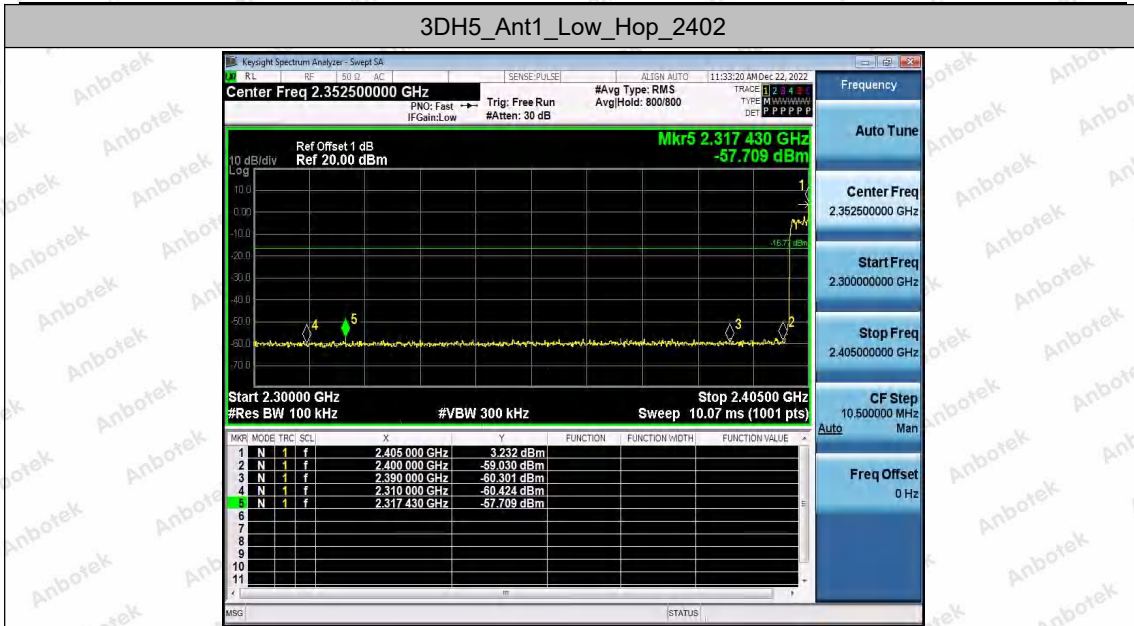 3DH5_Ant1_Low_Hop_2402
Keysight Spectrum Analyzer - Swept SA
RL RF 50 Ω AC SENSE:PULSE ALIGN AUTO 11:33:20 AM Dec 22, 2022
Center Freq 2.352500000 GHz
PNO: Fast
IFGain:Low
Trig: Free Run
#Atten: 30 dB
#Avg Type: RMS
Avg|Hold: 800/800
TRACE 1 2 3 4 5 6
TYPE M WWWWW
DET P P P P P P
Ref Offset 1 dB
10 dB/div Ref 20.00 dBm
Log
Mkr5 2.317 430 GHz
-57.709 dBm
10.0
0.00
-10.0
-20.0
-30.0
-40.0
-50.0
-60.0
-70.0
1
-16.77 dBm
4
5
3
2
Start 2.30000 GHz Stop 2.40500 GHz
#Res BW 100 kHz #VBW 300 kHz Sweep 10.07 ms (1001 pts)
MKR MODE TRC SCL X Y FUNCTION FUNCTION WIDTH FUNCTION VALUE
1 N 1 f 2.405 000 GHz 3.232 dBm
2 N 1 f 2.400 000 GHz -59.030 dBm
3 N 1 f 2.390 000 GHz -60.301 dBm
4 N 1 f 2.310 000 GHz -60.424 dBm
5 N 1 f 2.317 430 GHz -57.709 dBm
6
7
8
9
10
11
MSG STATUS
Frequency
Auto Tune
Center Freq
2.352500000 GHz
Start Freq
2.300000000 GHz
Stop Freq
2.405000000 GHz
CF Step
10.500000 MHz
Auto Man
Freq Offset
0 Hz
Anbotek